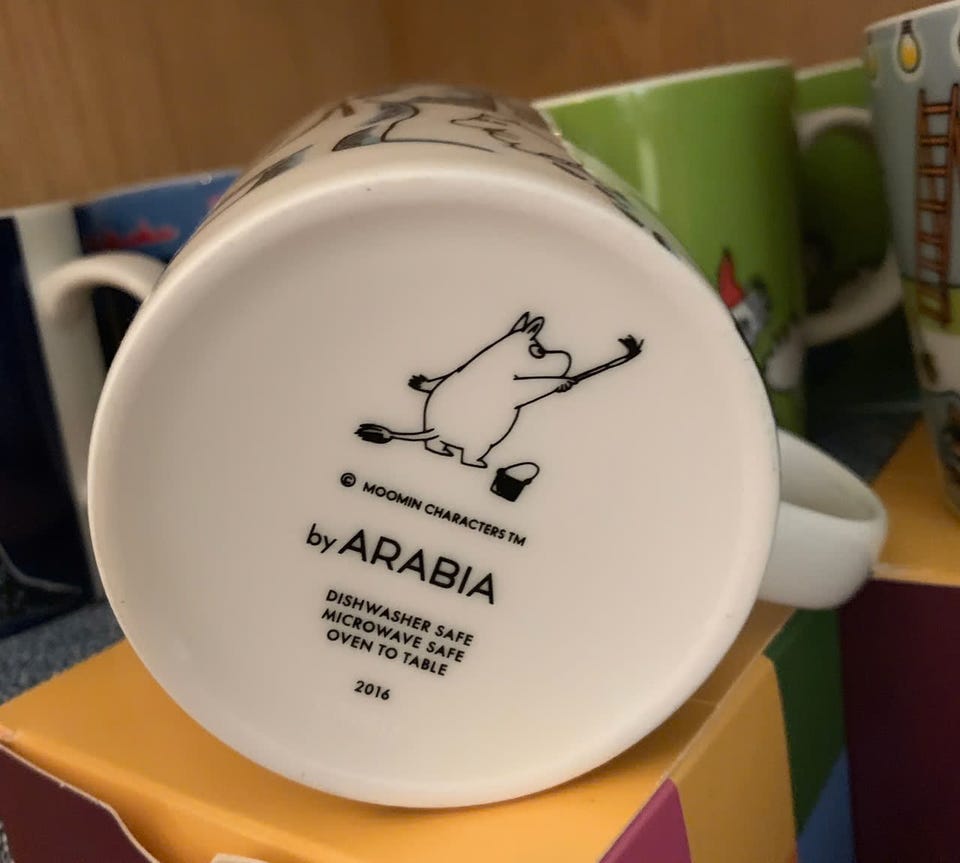 © MOOMIN CHARACTERS TM
by ARABIA
DISHWASHER SAFE
MICROWAVE SAFE
OVEN TO TABLE
2016